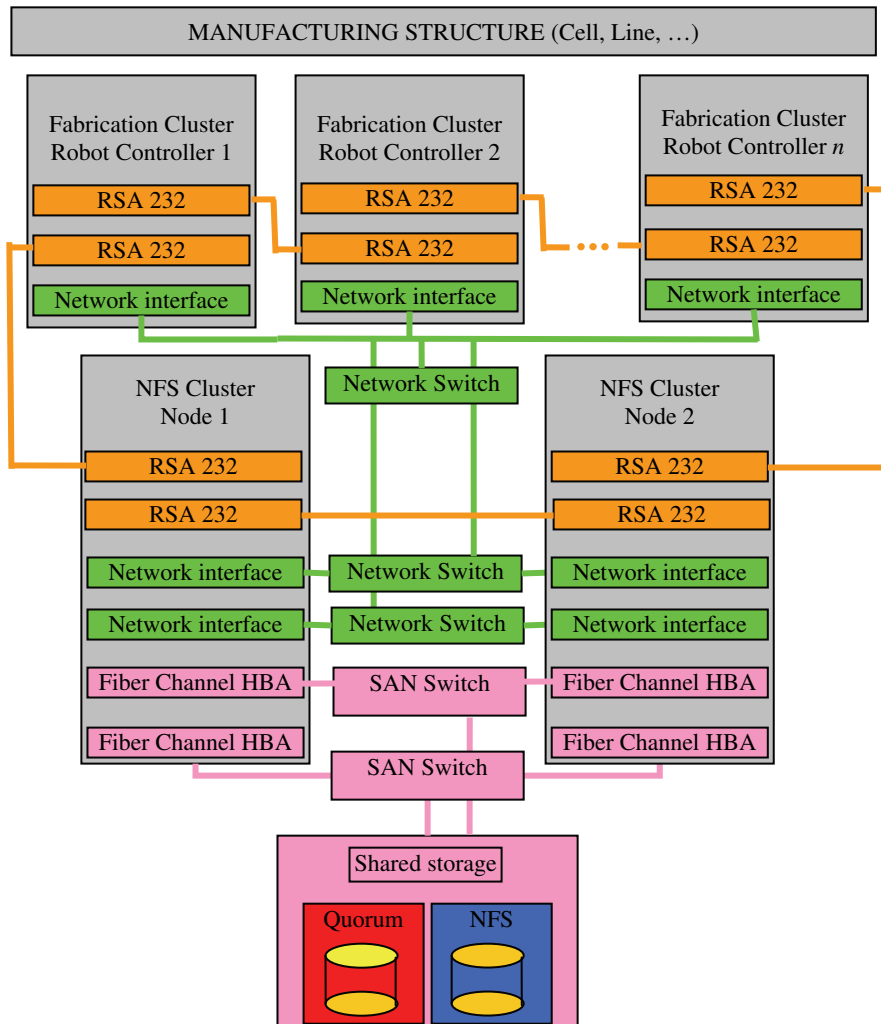 MANUFACTURING STRUCTURE (Cell, Line, …)
Fabrication Cluster
Robot Controller 1
RSA 232
RSA 232
Network interface
Fabrication Cluster
Robot Controller 2
RSA 232
RSA 232
Network interface
Fabrication Cluster
Robot Controller n
RSA 232
RSA 232
Network interface
NFS Cluster
Node 1
RSA 232
RSA 232
Network interface
Network interface
Fiber Channel HBA
Fiber Channel HBA
Network Switch
Network Switch
Network Switch
SAN Switch
SAN Switch
NFS Cluster
Node 2
RSA 232
RSA 232
Network interface
Network interface
Fiber Channel HBA
Fiber Channel HBA
Shared storage
Quorum
NFS